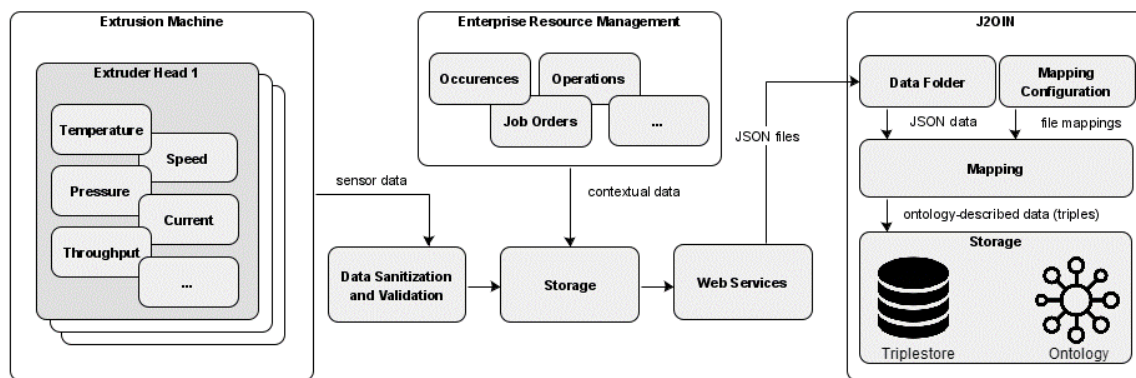 Extrusion Machine
Extruder Head 1
Temperature
Speed
Pressure
Current
Throughput
...
sensor data
Enterprise Resource Management
Occurences
Operations
Job Orders
...
contextual data
Data Sanitization
and Validation
Storage
Web Services
JSON files
J2OIN
Data Folder
Mapping
Configuration
JSON data
file mappings
Mapping
ontology-described data (triples)
Storage
Triplestore
Ontology